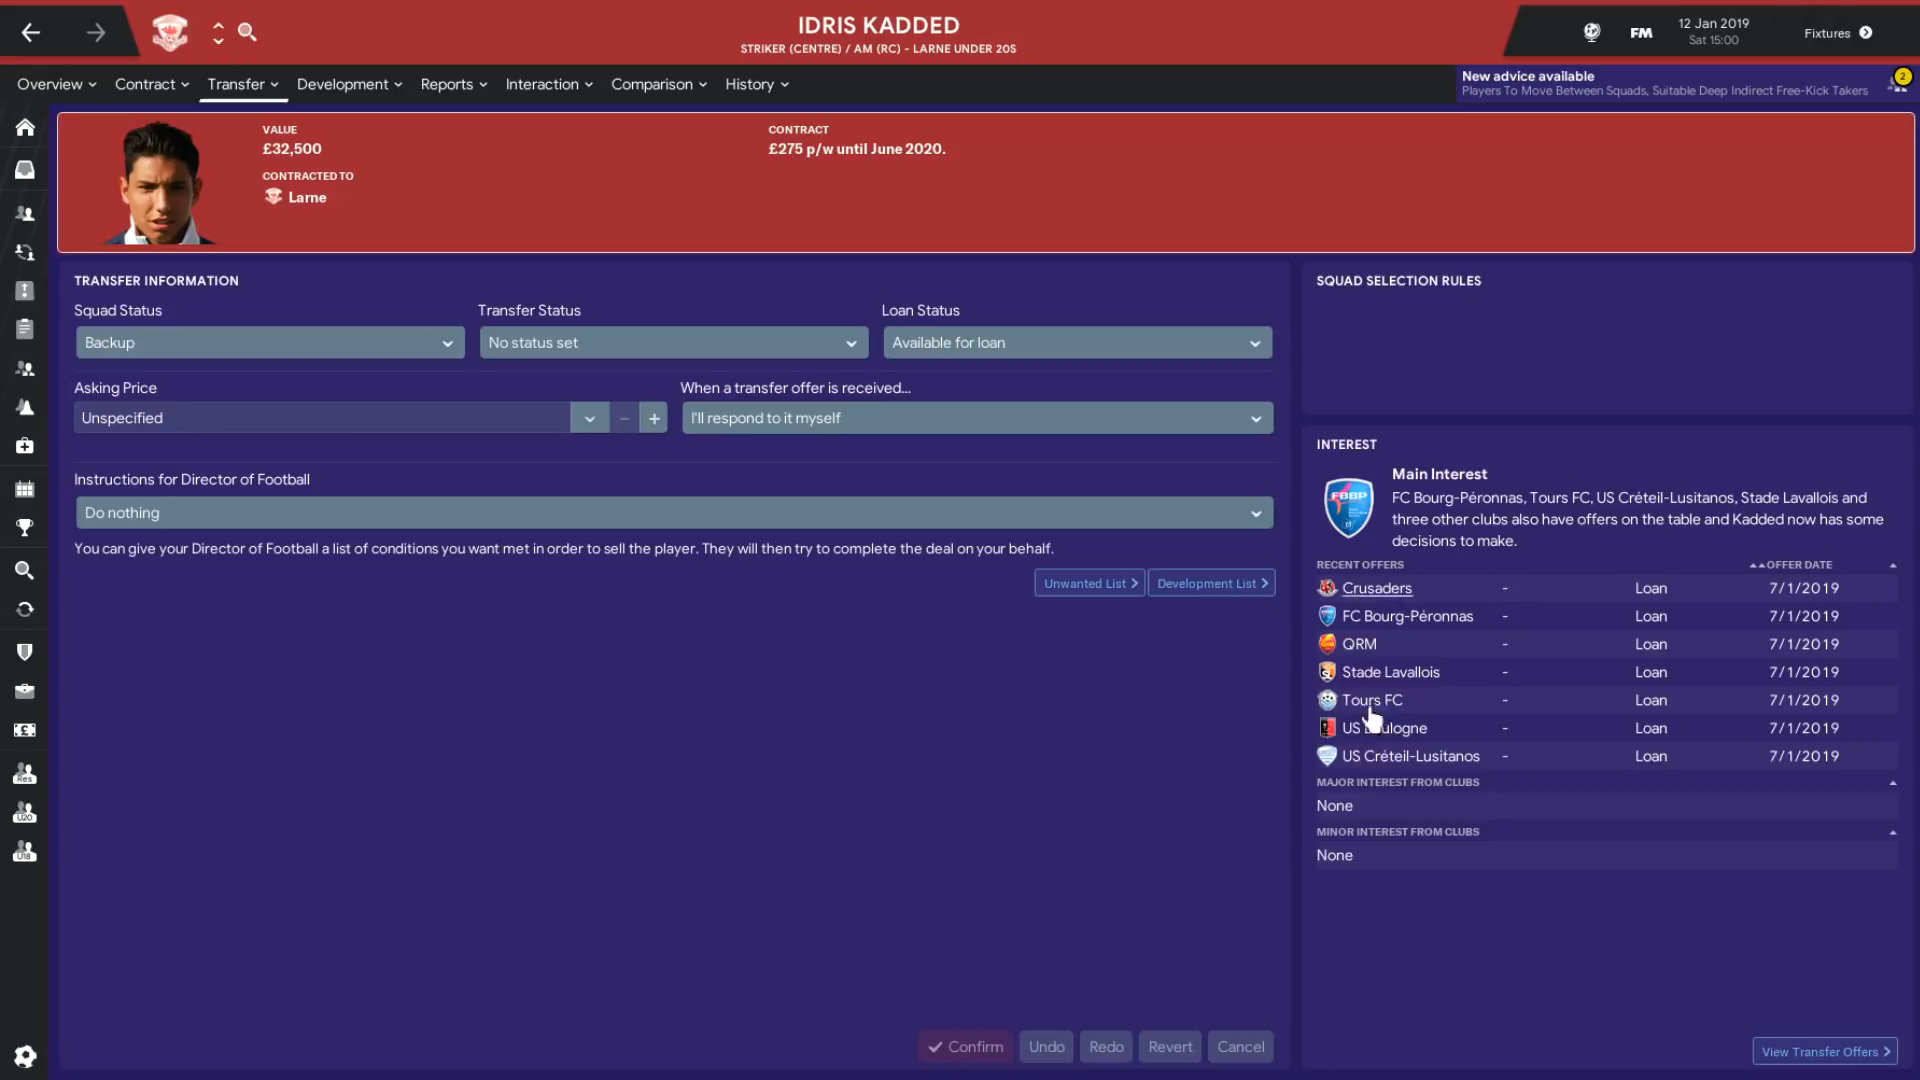 IDRIS KADDED
STRIKER (CENTRE) / AM (RC) - LARNE UNDER 20S
FM
12 Jan 2019
Sat 15:00
Fixtures
Overview
Contract
Transfer
Development
Reports
Interaction
Comparison
History
New advice available
Players To Move Between Squads, Suitable Deep Indirect Free-Kick Takers
2
VALUE
£32,500
CONTRACTED TO
Larne
CONTRACT
£275 p/w until June 2020.
TRANSFER INFORMATION
Squad Status
Backup
Transfer Status
No status set
Loan Status
Available for loan
Asking Price
Unspecified
When a transfer offer is received...
I'll respond to it myself
Instructions for Director of Football
Do nothing
You can give your Director of Football a list of conditions you want met in order to sell the player. They will then try to complete the deal on your behalf.
Unwanted List
Development List
Confirm
Undo
Redo
Revert
Cancel
SQUAD SELECTION RULES
INTEREST
FBBP
Main Interest
FC Bourg-Péronnas, Tours FC, US Créteil-Lusitanos, Stade Lavallois and
three other clubs also have offers on the table and Kadded now has some
decisions to make.
RECENT OFFERS OFFER DATE
Crusaders - Loan 7/1/2019
FC Bourg-Péronnas - Loan 7/1/2019
QRM - Loan 7/1/2019
Stade Lavallois - Loan 7/1/2019
Tours FC - Loan 7/1/2019
US ulogne - Loan 7/1/2019
US Créteil-Lusitanos - Loan 7/1/2019
MAJOR INTEREST FROM CLUBS
None
MINOR INTEREST FROM CLUBS
None
View Transfer Offers
Res
U20
U18